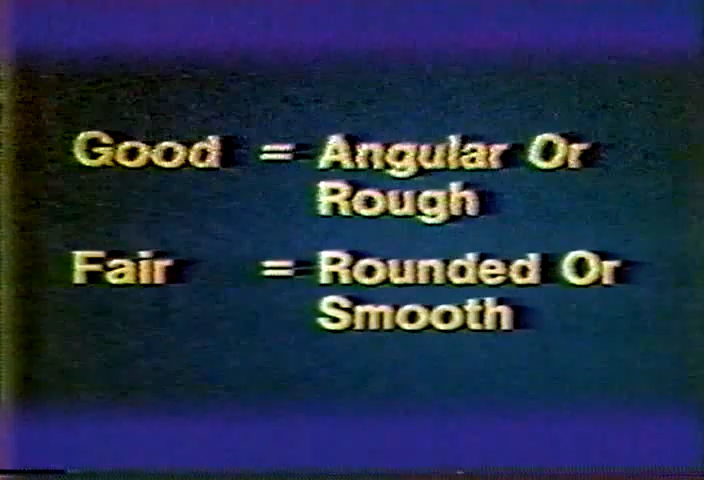 Good = Angular Or
Rough
Fair = Rounded Or
Smooth